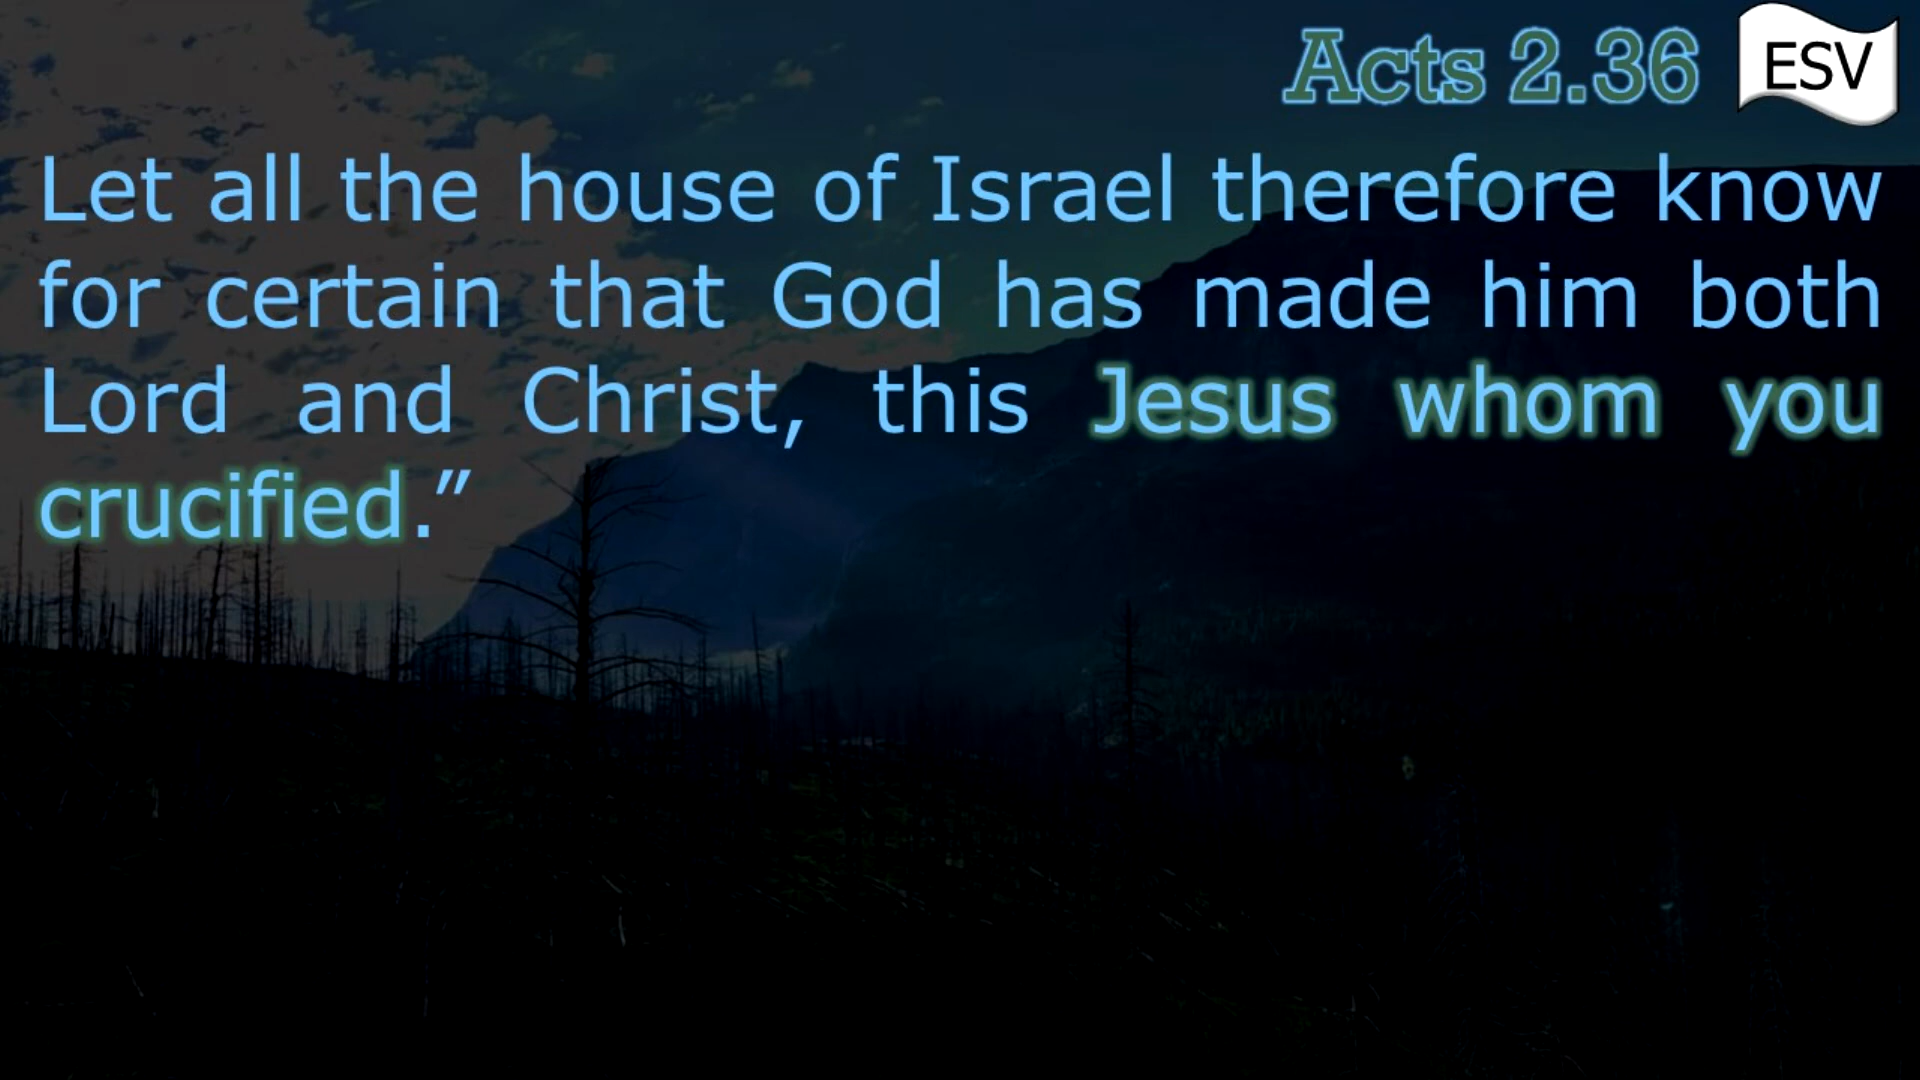 Acts 2.36 ESV
Let all the house of Israel therefore know
for certain that God has made him both
Lord and Christ, this Jesus whom you
crucified.”